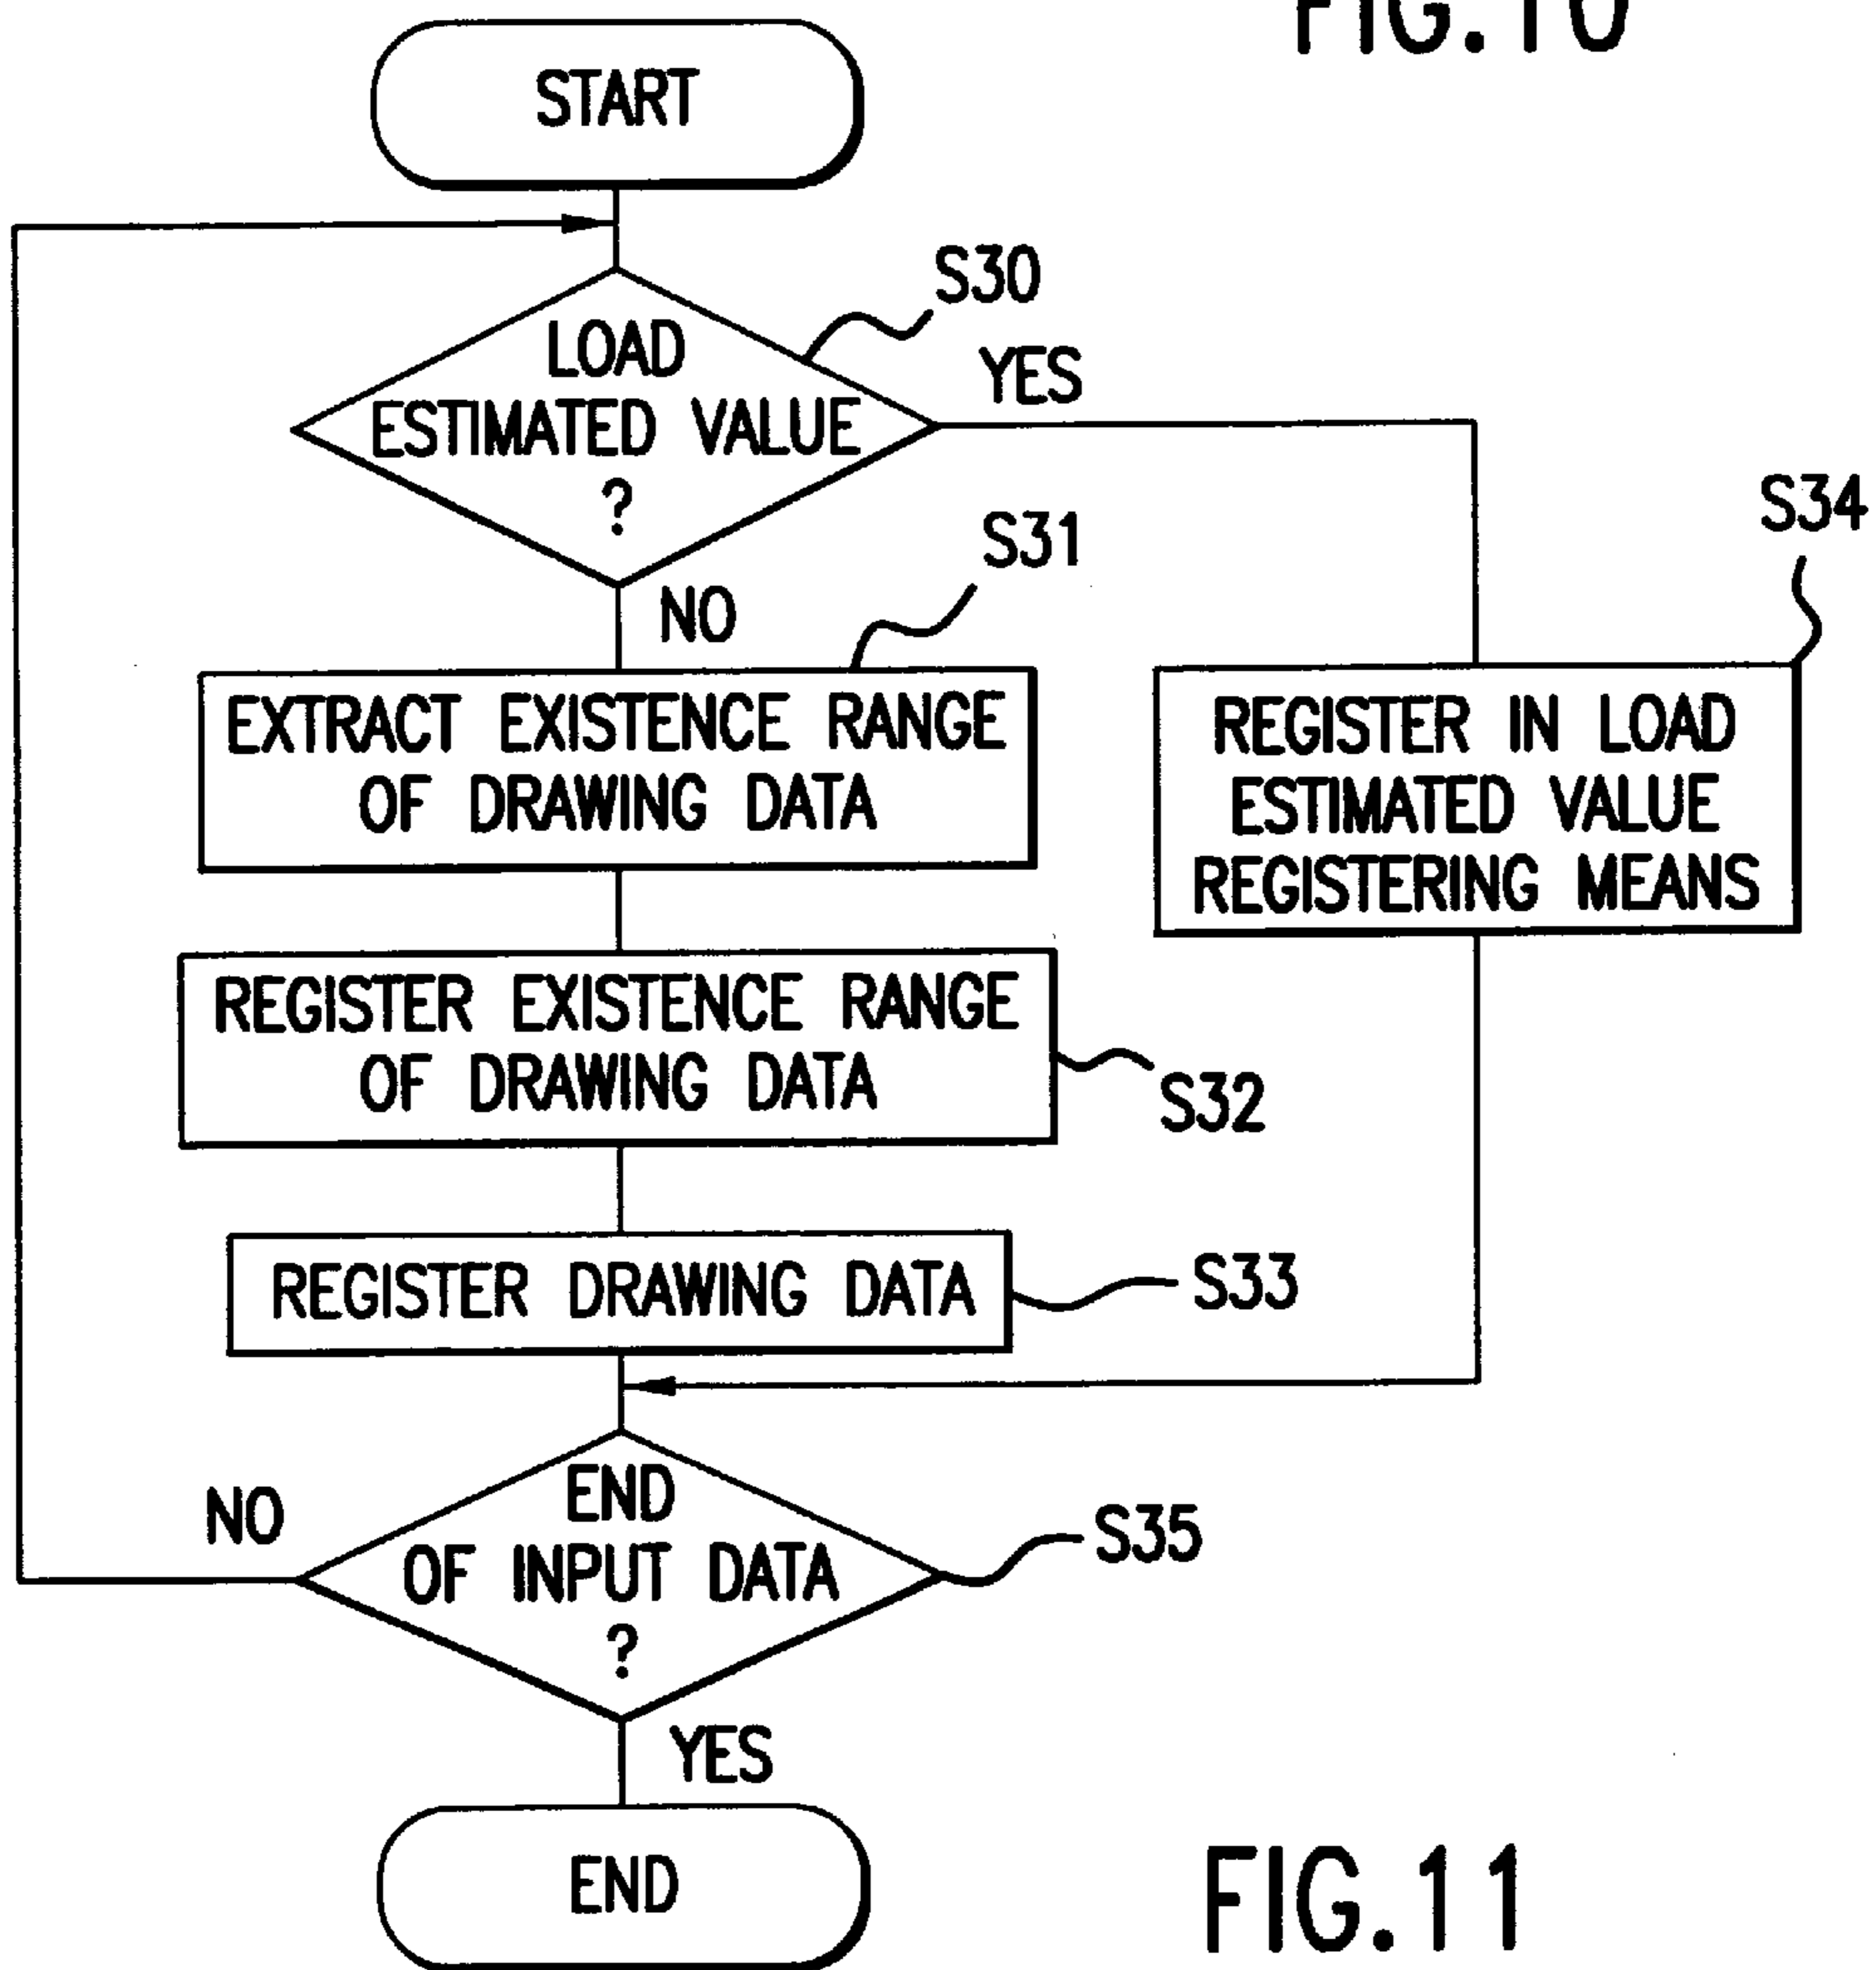 FIG.10
START
S30
LOAD
ESTIMATED VALUE
?
YES
NO
S31
S34
EXTRACT EXISTENCE RANGE
OF DRAWING DATA
REGISTER IN LOAD
ESTIMATED VALUE
REGISTERING MEANS
REGISTER EXISTENCE RANGE
OF DRAWING DATA
S32
REGISTER DRAWING DATA
S33
END
OF INPUT DATA
?
NO
S35
YES
END
FIG.11